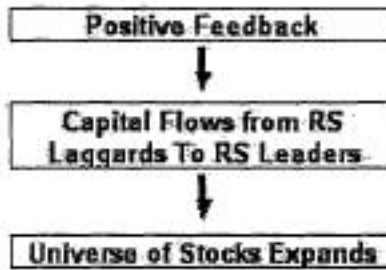 Positive Feedback
Capital Flows from RS
Laggards To RS Leaders
Universe of Stocks Expands